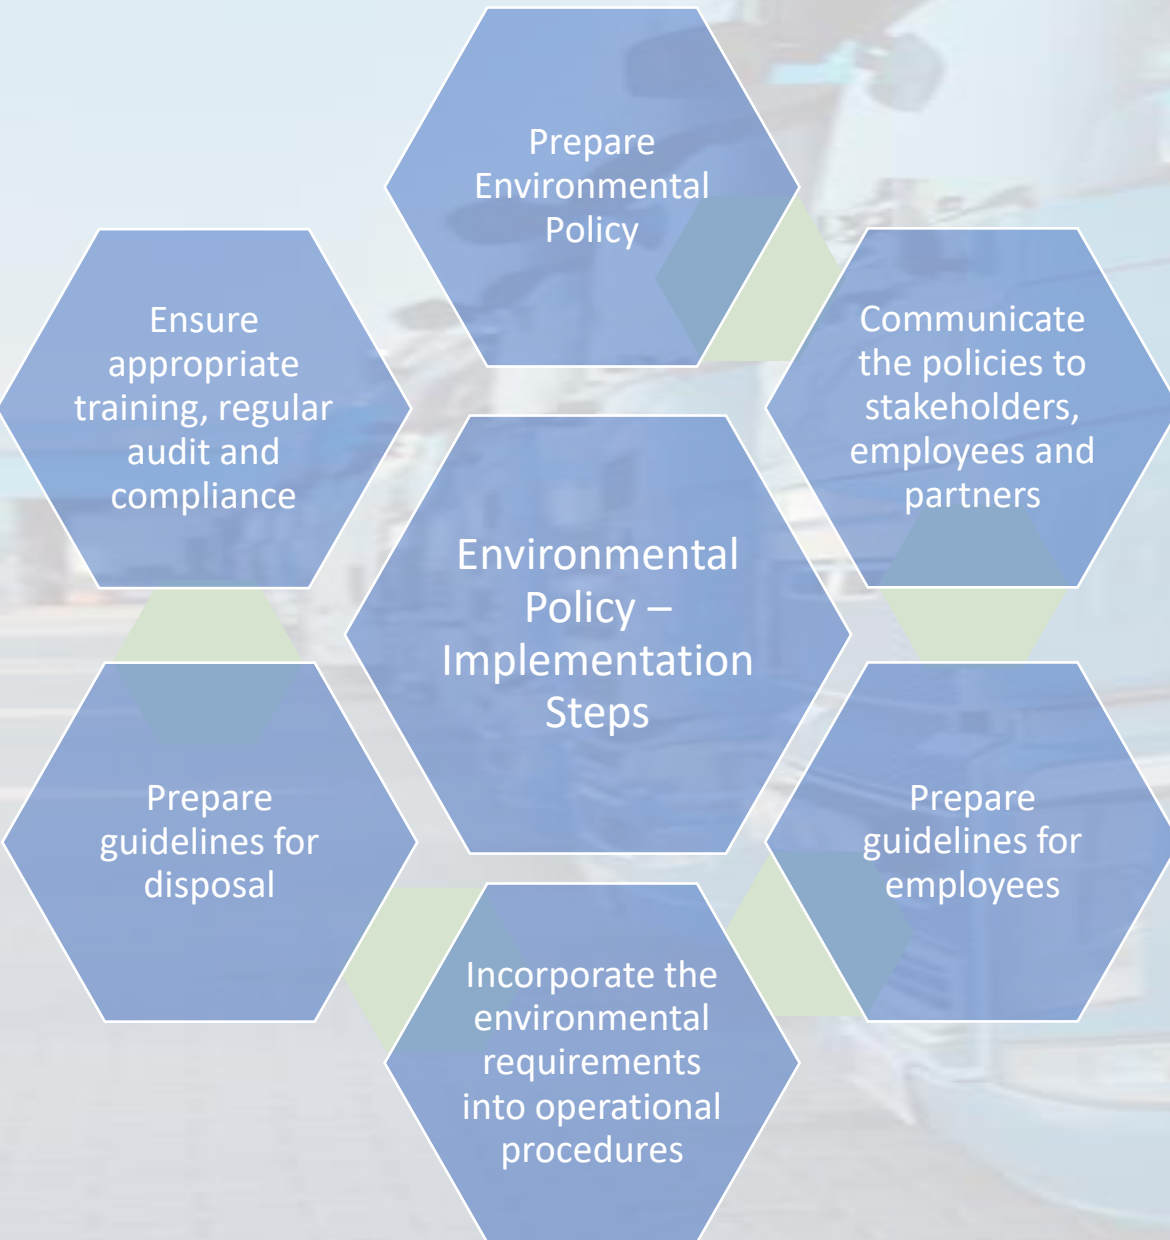 Prepare
Environmental
Policy
Communicate
the policies to
stakeholders,
employees and
partners
Prepare
guidelines for
employees
Incorporate the
environmental
requirements
into operational
procedures
Prepare
guidelines for
disposal
Ensure
appropriate
training, regular
audit and
compliance
Environmental
Policy –
Implementation
Steps